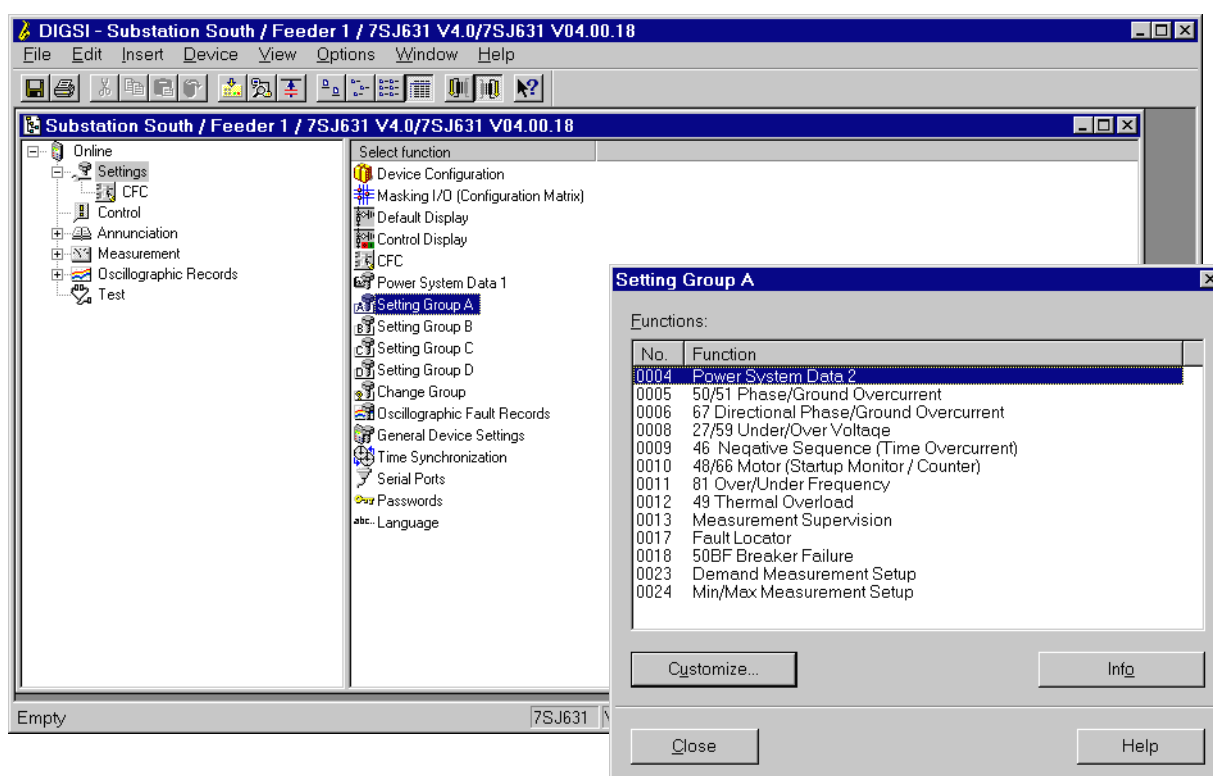 DIGSI - Substation South / Feeder 1 / 7SJ631 V4.0/7SJ631 V04.00.18
File Edit Insert Device View Options Window Help
Substation South / Feeder 1 / 7SJ631 V4.0/7SJ631 V04.00.18
Online
Settings
CFC
Control
Annunciation
Measurement
Oscillographic Records
Test
Select function
Device Configuration
Masking I/O (Configuration Matrix)
Default Display
Control Display
CFC
Power System Data 1
Setting Group A
Setting Group B
Setting Group C
Setting Group D
Change Group
Oscillographic Fault Records
General Device Settings
Time Synchronization
Serial Ports
Passwords
abc.. Language
Empty
7SJ631
Setting Group A
Functions:
No. Function
0004 Power System Data 2
0005 50/51 Phase/Ground Overcurrent
0006 67 Directional Phase/Ground Overcurrent
0008 27/59 Under/Over Voltage
0009 46 Negative Sequence (Time Overcurrent)
0010 48/66 Motor (Startup Monitor / Counter)
0011 81 Over/Under Frequency
0012 49 Thermal Overload
0013 Measurement Supervision
0017 Fault Locator
0018 50BF Breaker Failure
0023 Demand Measurement Setup
0024 Min/Max Measurement Setup
Customize...
Info
Close
Help